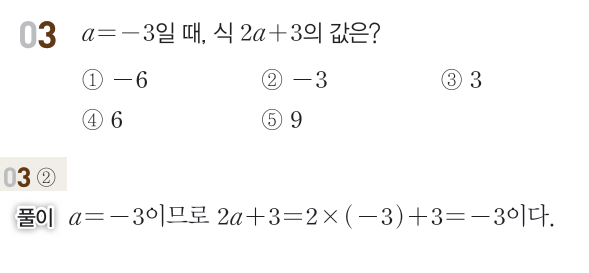 03 a=−3일 때, 식 2a+3의 값은?
① −6 ② −3 ③ 3
④ 6 ⑤ 9
03 ②
풀이 a=−3이므로 2a+3=2×(−3)+3=−3이다.